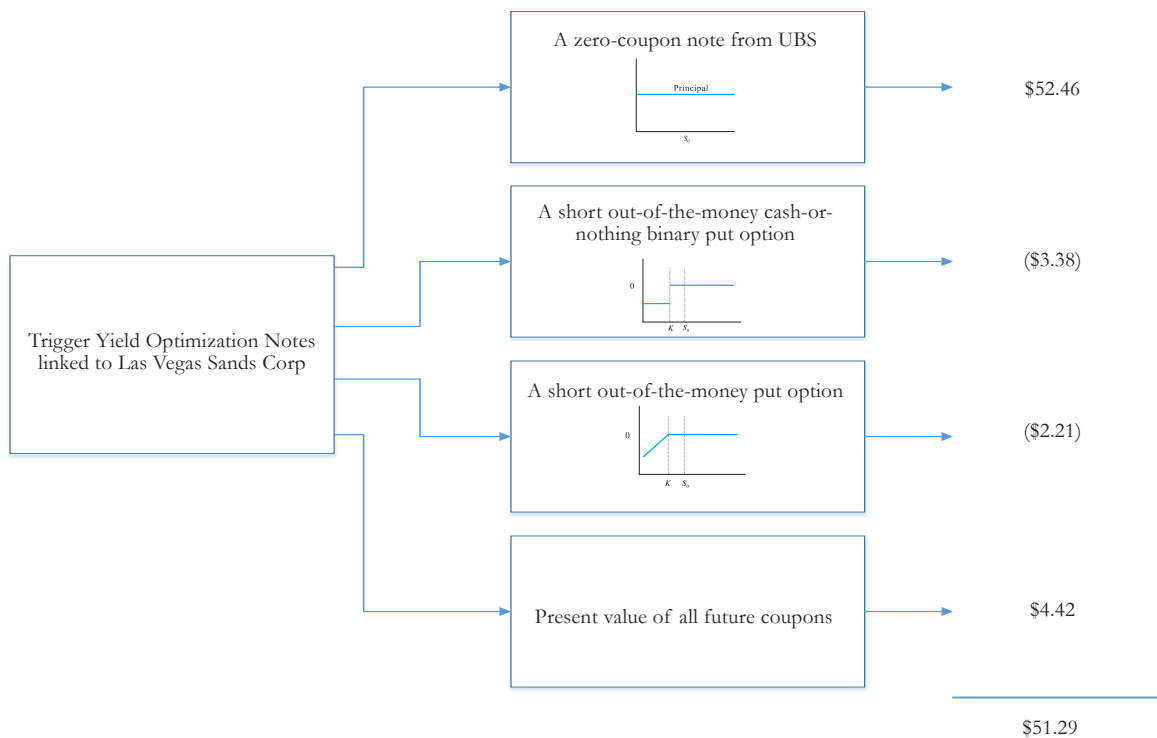 A zero-coupon note from UBS
Principal
S0
$52.46
A short out-of-the-money cash-or-
nothing binary put option
0
K S0
($3.38)
Trigger Yield Optimization Notes
linked to Las Vegas Sands Corp
A short out-of-the-money put option
0
K S0
($2.21)
Present value of all future coupons
$4.42
$51.29